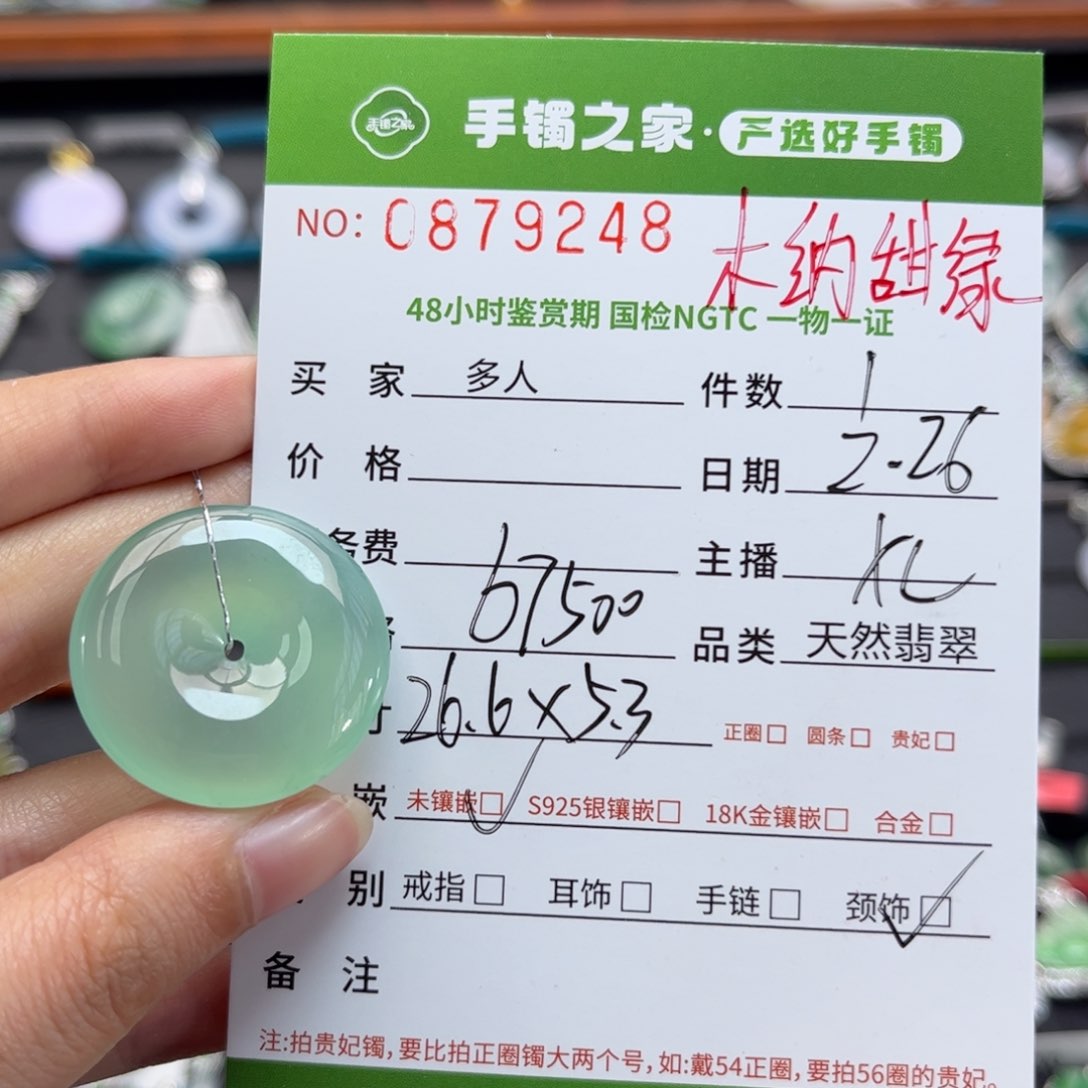 手镯之家 手镯之家·严选好手镯
NO: 0879248 木纳甜绿
48小时鉴赏期 国检NGTC 一物一证
买 家 多人 件数 1
价 格 日期 2-26
务费 主播
67500 品类 天然翡翠
寸 26.6×5.3 正圈□ 圆条□ 贵妃□
嵌 未镶嵌□ S925银镶嵌□ 18K金镶嵌□ 合金□
别 戒指□ 耳饰□ 手链□ 颈饰□
备 注
注:拍贵妃镯,要比拍正圈镯大两个号,如:戴54正圈,要拍56圈的贵妃